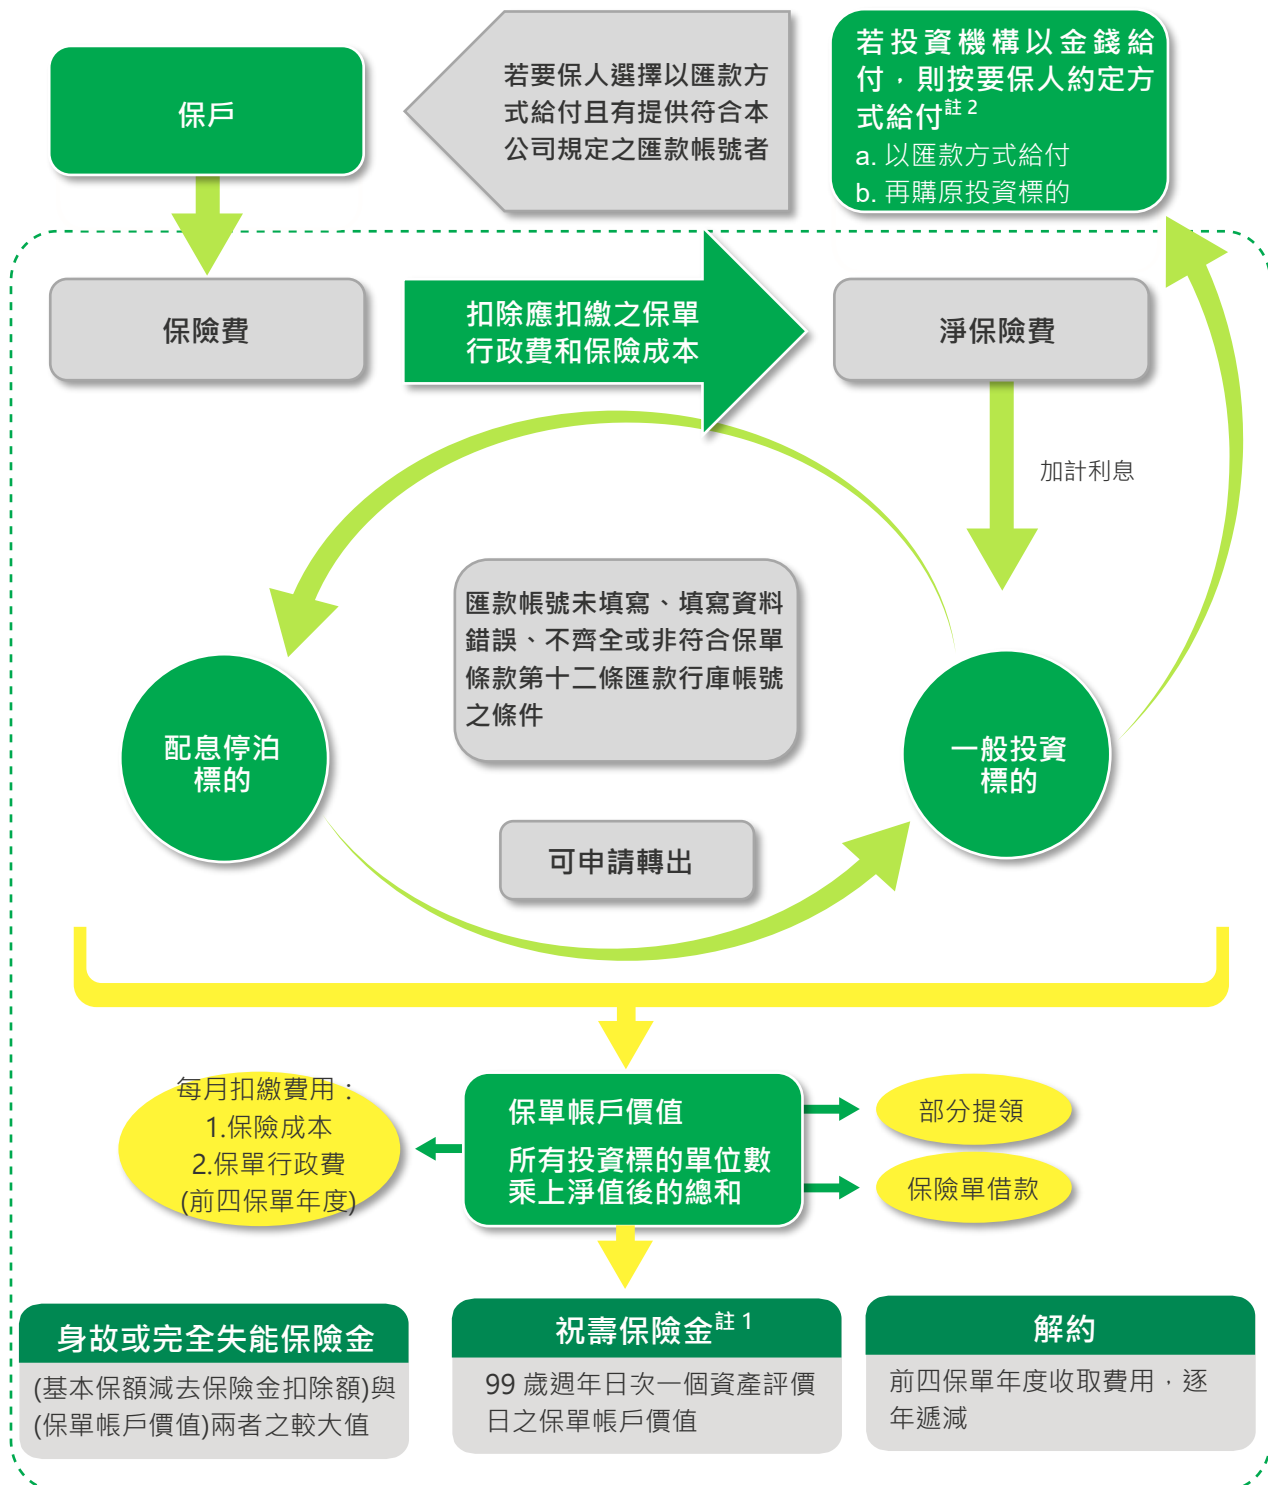 保戶
若要保人選擇以匯款方
式給付且有提供符合本
公司規定之匯款帳號者
若投資機構以金錢給
付，則按要保人約定方
式給付註2
a. 以匯款方式給付
b. 再購原投資標的
保險費
扣除應扣繳之保單
行政費和保險成本
淨保險費
加計利息
匯款帳號未填寫、填寫資料
錯誤、不齊全或非符合保單
條款第十二條匯款行庫帳號
之條件
配息停泊
標的
一般投資
標的
可申請轉出
每月扣繳費用：
1.保險成本
2.保單行政費
(前四保單年度)
保單帳戶價值
所有投資標的單位數
乘上淨值後的總和
部分提領
保險單借款
身故或完全失能保險金
(基本保額減去保險金扣除額)與
(保單帳戶價值)兩者之較大值
祝壽保險金註1
99 歲週年日次一個資產評價
日之保單帳戶價值
解約
前四保單年度收取費用，逐
年遞減